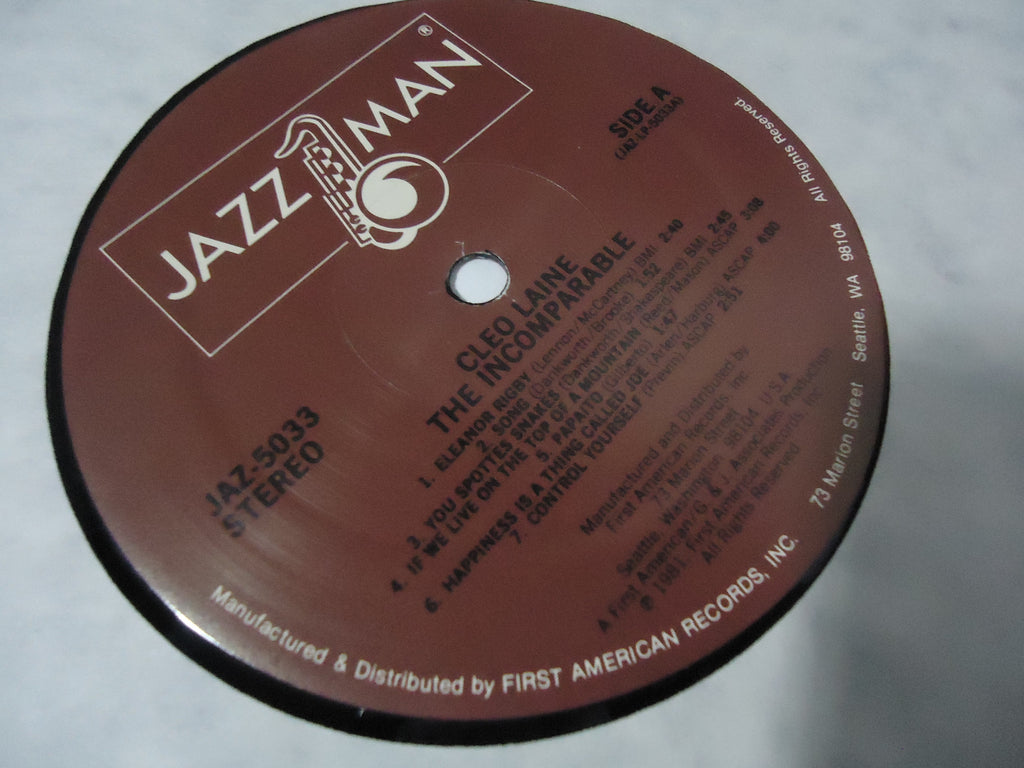 JAZZ MAN®
SIDE A
(JAZ-LP-5033A)
JAZ-5033
STEREO
CLEO LAINE
THE INCOMPARABLE
1. ELEANOR RIGBY (Lennon/McCartney) BMI 2:40
2. SONG (Dankworth/Brooke) 1:52
3. YOU SPOTTES SNAKES (Dankworth/Shakespeare) BMI 2:45
4. IF WE LIVE ON THE TOP OF A MOUNTAIN (Reed/Mason) ASCAP 3:08
5. PAPAITO (Gilberto) 1:47
6. HAPPINESS IS A THING CALLED JOE (Arlen/Harburg) ASCAP 4:00
7. CONTROL YOURSELF (Previn) ASCAP 2:51
Manufactured and Distributed by
First American Records, Inc.
73 Marion Street
Seattle, Washington 98104 U.S.A.
A First American/G. & J. Associates Production
℗ 1981 First American Records, Inc.
All Rights Reserved
Manufactured & Distributed by FIRST AMERICAN RECORDS, INC. 73 Marion Street Seattle, WA 98104 All Rights Reserved.